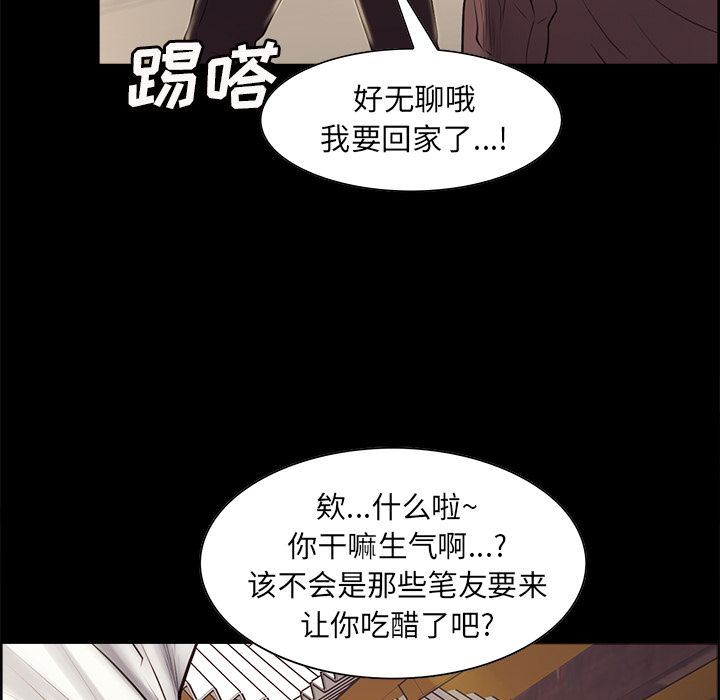 踢嗒
好无聊哦
我要回家了...!
欸...什么啦~
你干嘛生气啊...?
该不会是那些笔友要来
让你吃醋了吧?